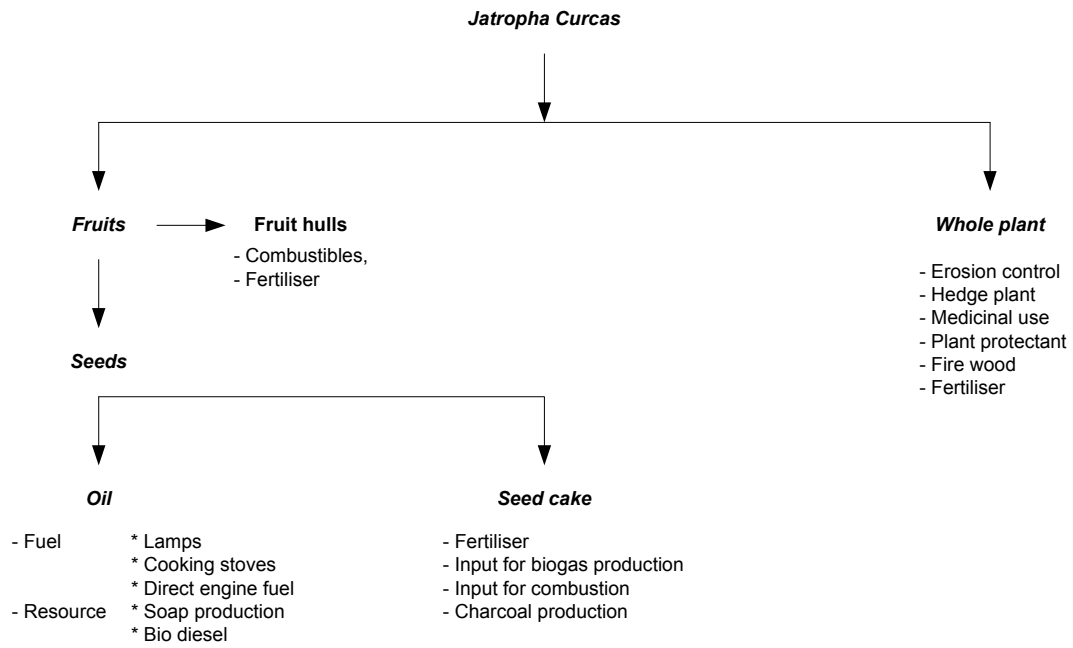 Jatropha Curcas
Fruits
Fruit hulls
- Combustibles,
- Fertiliser
Whole plant
- Erosion control
- Hedge plant
- Medicinal use
- Plant protectant
- Fire wood
- Fertiliser
Seeds
Oil
- Fuel * Lamps
* Cooking stoves
* Direct engine fuel
- Resource * Soap production
* Bio diesel
Seed cake
- Fertiliser
- Input for biogas production
- Input for combustion
- Charcoal production